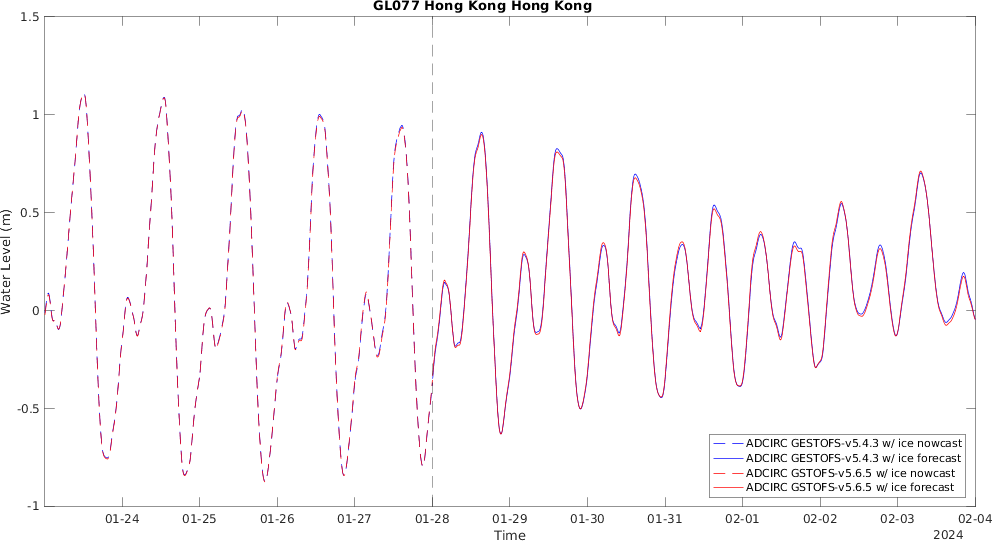 GL077 Hong Kong Hong Kong
1.5
1
0.5
0
-0.5
-1
Water Level (m)
01-24
01-25
01-26
01-27
01-28
01-29
01-30
01-31
02-01
02-02
02-03
02-04
Time
2024
ADCIRC GESTOFS-v5.4.3 w/ ice nowcast
ADCIRC GESTOFS-v5.4.3 w/ ice forecast
ADCIRC GSTOFS-v5.6.5 w/ ice nowcast
ADCIRC GSTOFS-v5.6.5 w/ ice forecast